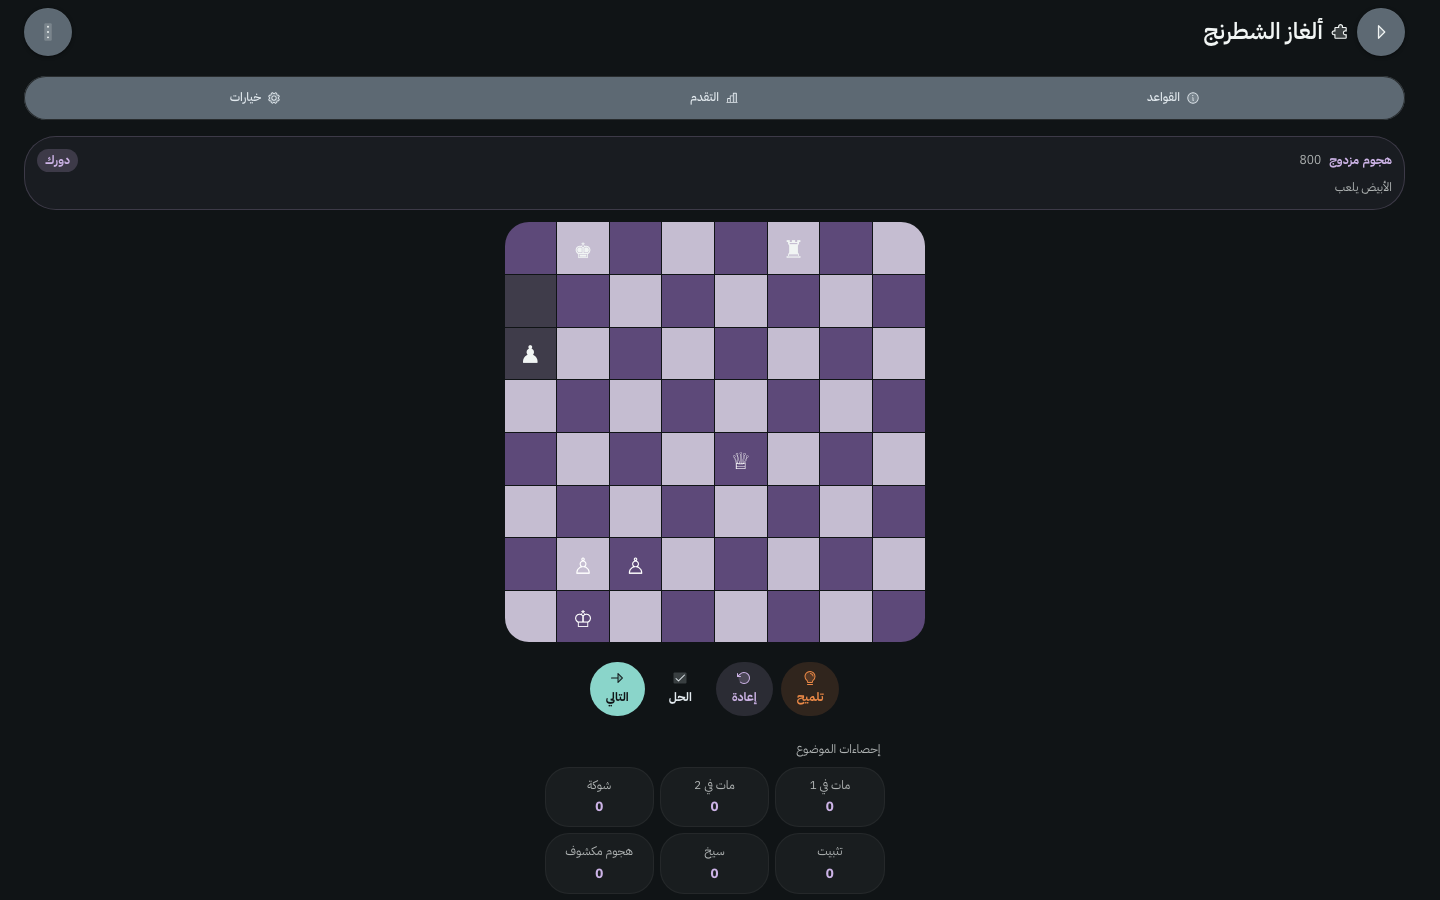 ألغاز الشطرنج
القواعد
التقدم
خيارات
هجوم مزدوج 800
دورك
الأبيض يلعب
تلميح
إعادة
الحل
التالي
إحصاءات الموضوع
مات في 1
0
مات في 2
0
شوكة
0
تثبيت
0
سيخ
0
هجوم مكشوف
0